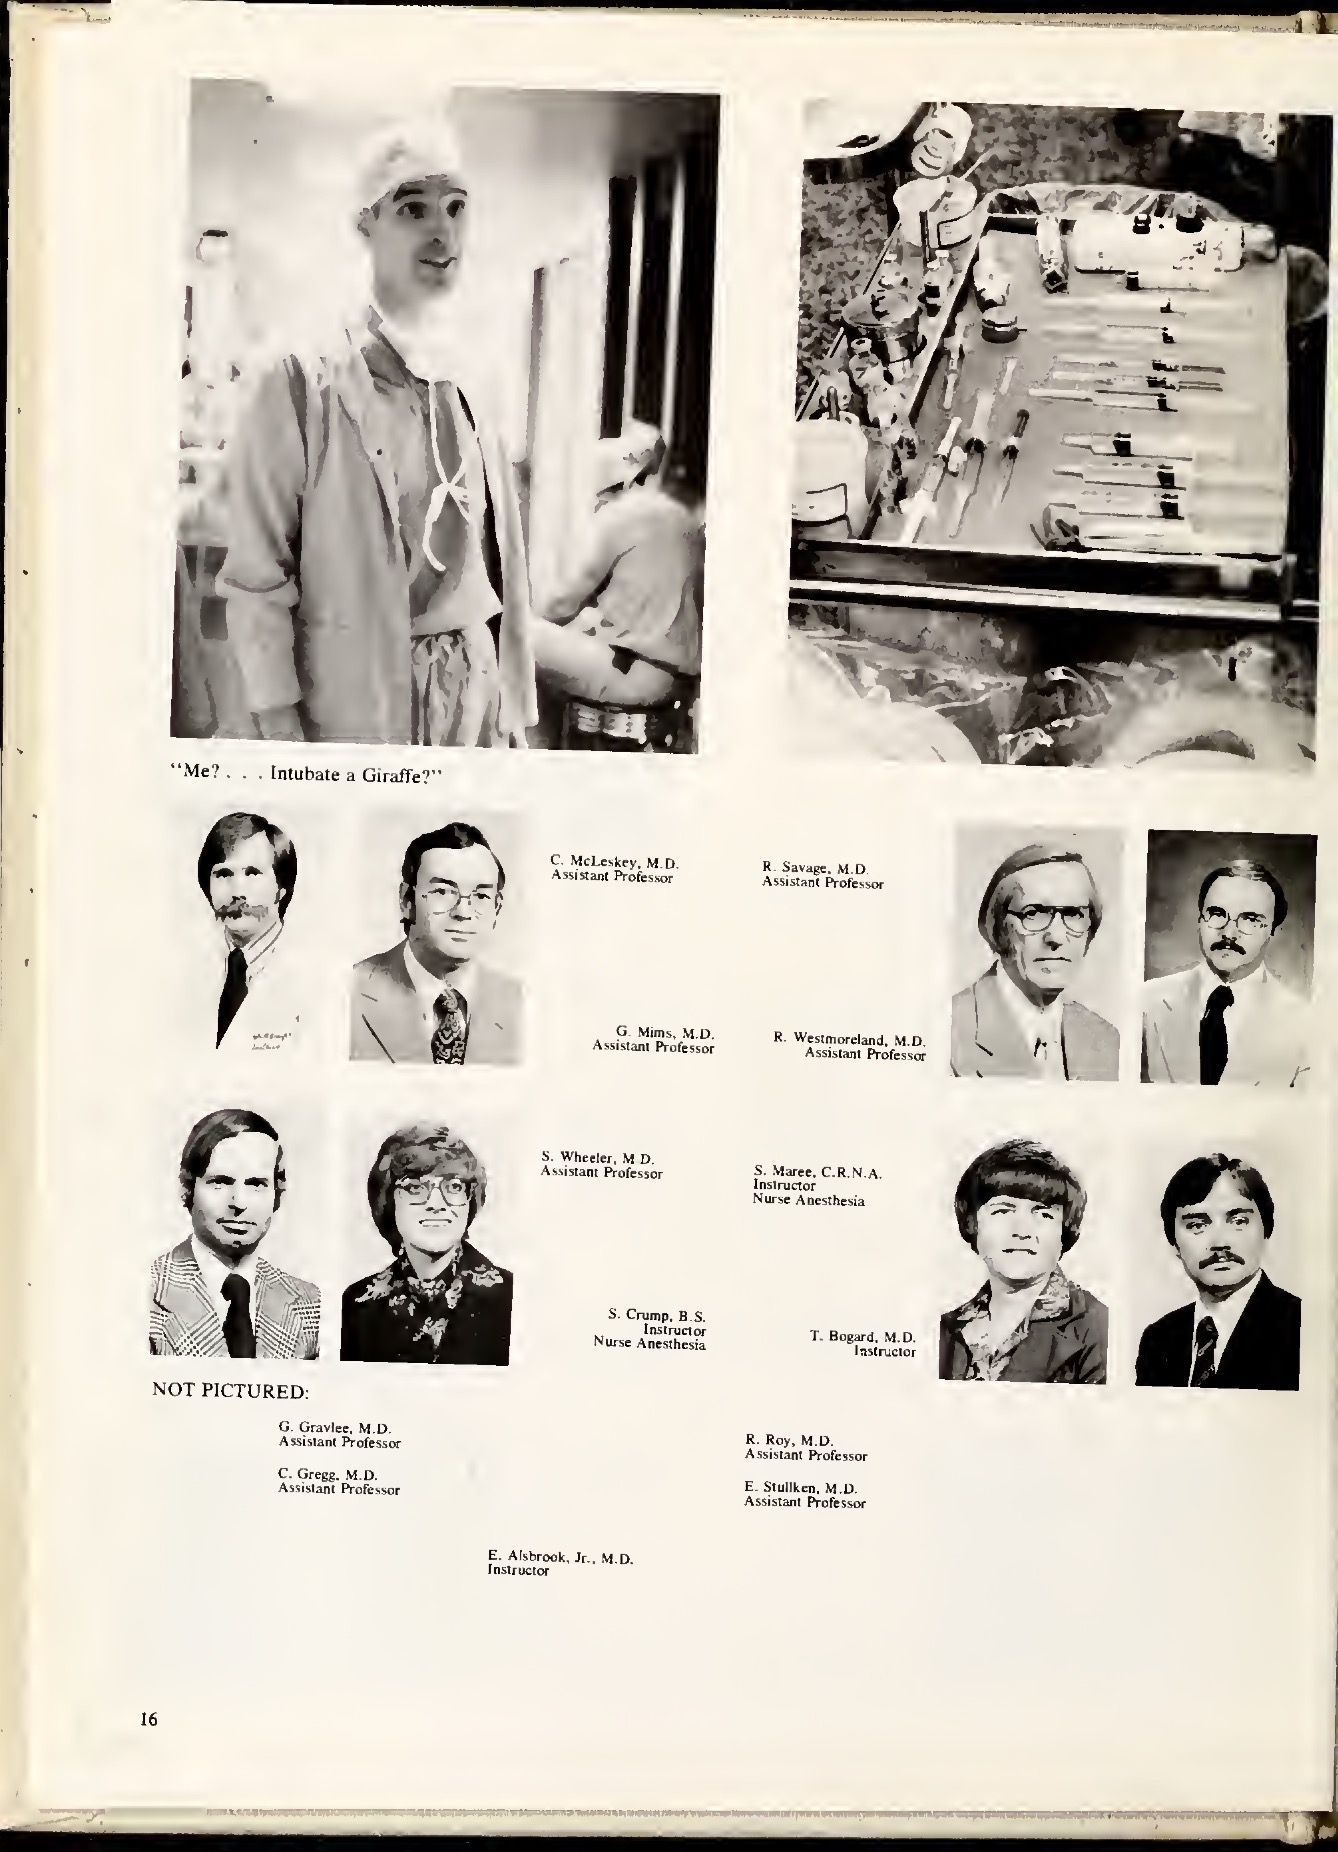 "Me? . . . Intubate a Giraffe?"
C. McLeskey, M.D.
Assistant Professor
R. Savage, M.D.
Assistant Professor
G. Mims, M.D.
Assistant Professor
R. Westmoreland, M.D.
Assistant Professor
S. Wheeler, M.D.
Assistant Professor
S. Maree, C.R.N.A.
Instructor
Nurse Anesthesia
S. Crump, B.S.
Instructor
Nurse Anesthesia
T. Bogard, M.D.
Instructor
NOT PICTURED:
G. Gravlee, M.D.
Assistant Professor
C. Gregg, M.D.
Assistant Professor
R. Roy, M.D.
Assistant Professor
E. Stullken, M.D.
Assistant Professor
E. Alsbrook, Jr., M.D.
Instructor
16